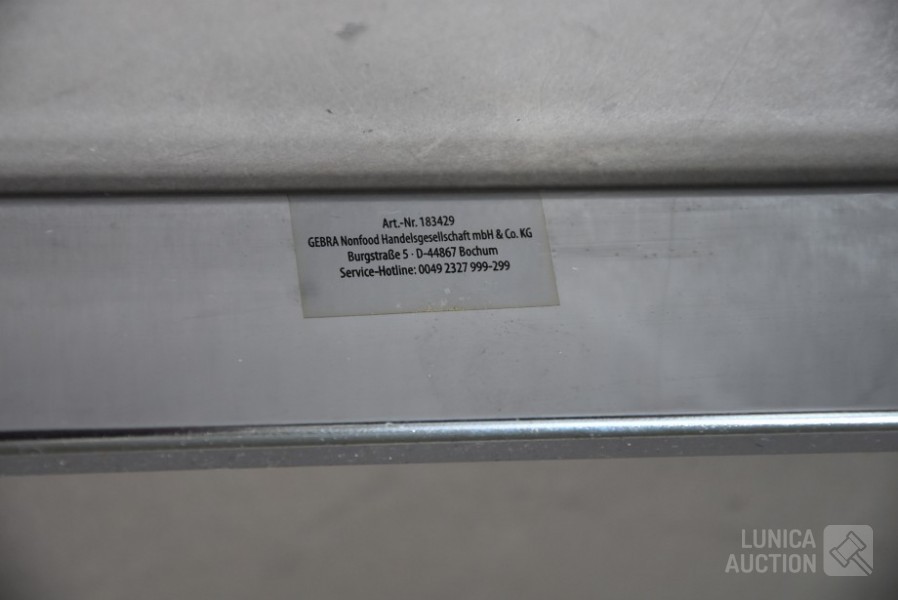 Art.-Nr. 183429
GEBRA Nonfood Handelsgesellschaft mbH & Co. KG
Burgstraße 5 · D-44867 Bochum
Service-Hotline: 0049 2327 999-299
LUNICA
AUCTION